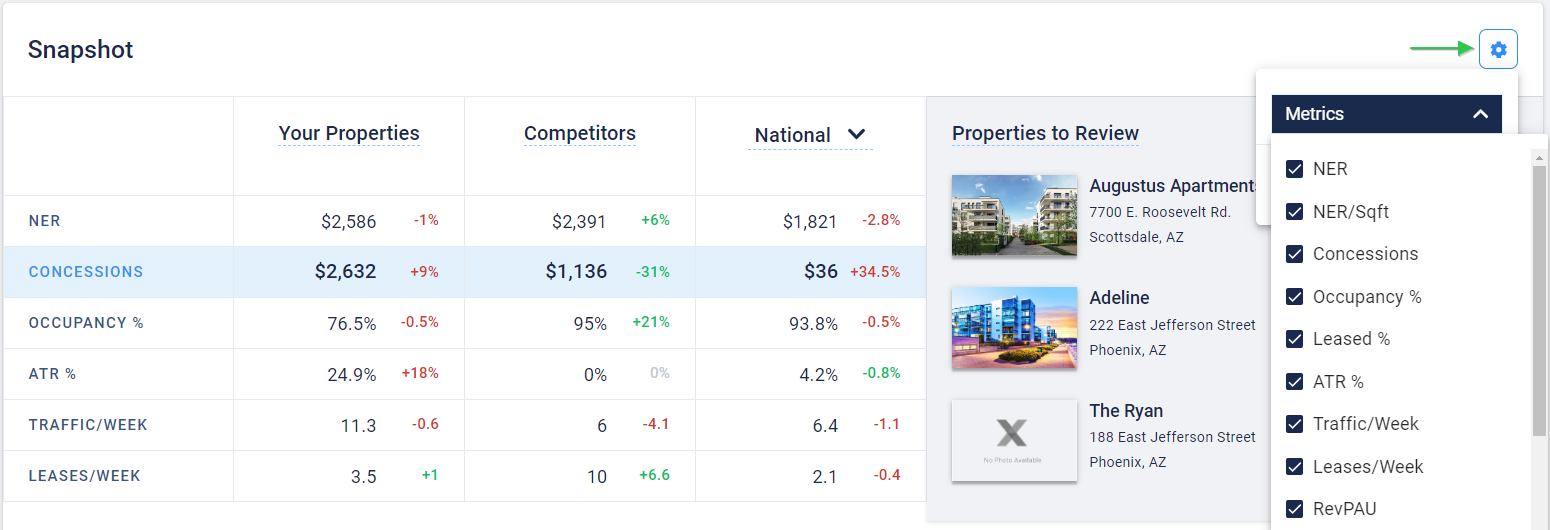 Snapshot
Your Properties Competitors National
NER $2,586 -1% $2,391 +6% $1,821 -2.8%
CONCESSIONS $2,632 +9% $1,136 -31% $36 +34.5%
OCCUPANCY % 76.5% -0.5% 95% +21% 93.8% -0.5%
ATR % 24.9% +18% 0% 0% 4.2% -0.8%
TRAFFIC/WEEK 11.3 -0.6 6 -4.1 6.4 -1.1
LEASES/WEEK 3.5 +1 10 +6.6 2.1 -0.4
Properties to Review
Augustus Apartments
7700 E. Roosevelt Rd.
Scottsdale, AZ
Adeline
222 East Jefferson Street
Phoenix, AZ
X
No Photo Available
The Ryan
188 East Jefferson Street
Phoenix, AZ
Metrics
NER
NER/Sqft
Concessions
Occupancy %
Leased %
ATR %
Traffic/Week
Leases/Week
RevPAU